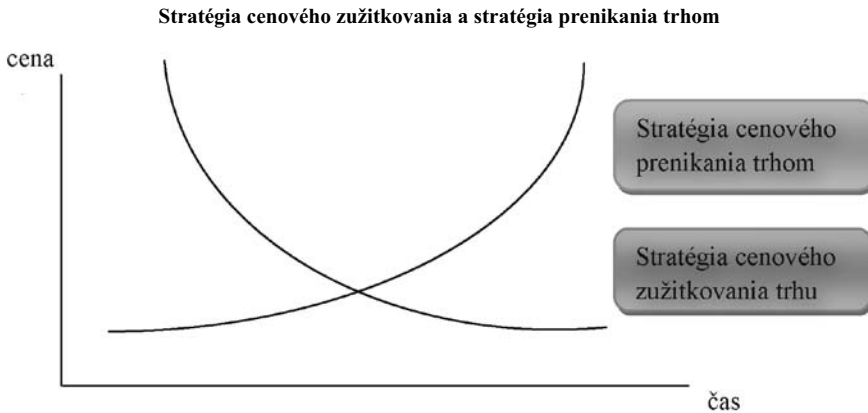 Stratégia cenového zužitkovania a stratégia prenikania trhom
cena
Stratégia cenového
prenikania trhom
Stratégia cenového
zužitkovania trhu
čas